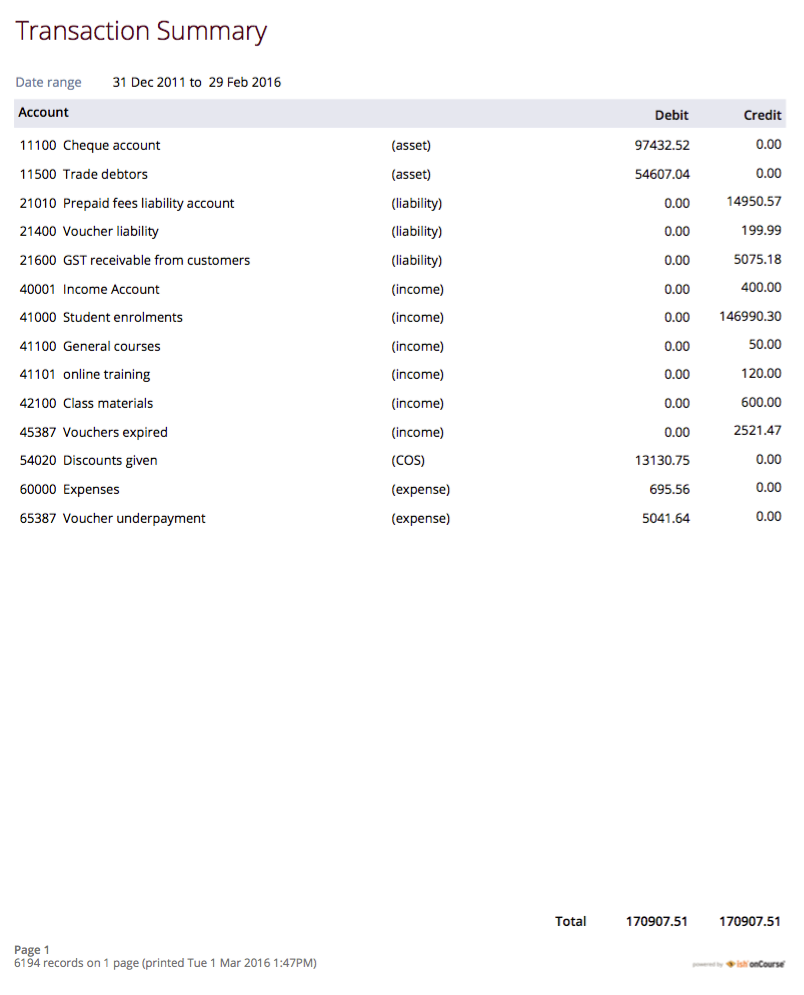 Transaction Summary
Date range 31 Dec 2011 to 29 Feb 2016
Account Debit Credit
11100 Cheque account (asset) 97432.52 0.00
11500 Trade debtors (asset) 54607.04 0.00
21010 Prepaid fees liability account (liability) 0.00 14950.57
21400 Voucher liability (liability) 0.00 199.99
21600 GST receivable from customers (liability) 0.00 5075.18
40001 Income Account (income) 0.00 400.00
41000 Student enrolments (income) 0.00 146990.30
41100 General courses (income) 0.00 50.00
41101 online training (income) 0.00 120.00
42100 Class materials (income) 0.00 600.00
45387 Vouchers expired (income) 0.00 2521.47
54020 Discounts given (COS) 13130.75 0.00
60000 Expenses (expense) 695.56 0.00
65387 Voucher underpayment (expense) 5041.64 0.00
Total 170907.51 170907.51
Page 1
6194 records on 1 page (printed Tue 1 Mar 2016 1:47PM)
powered by ish onCourse